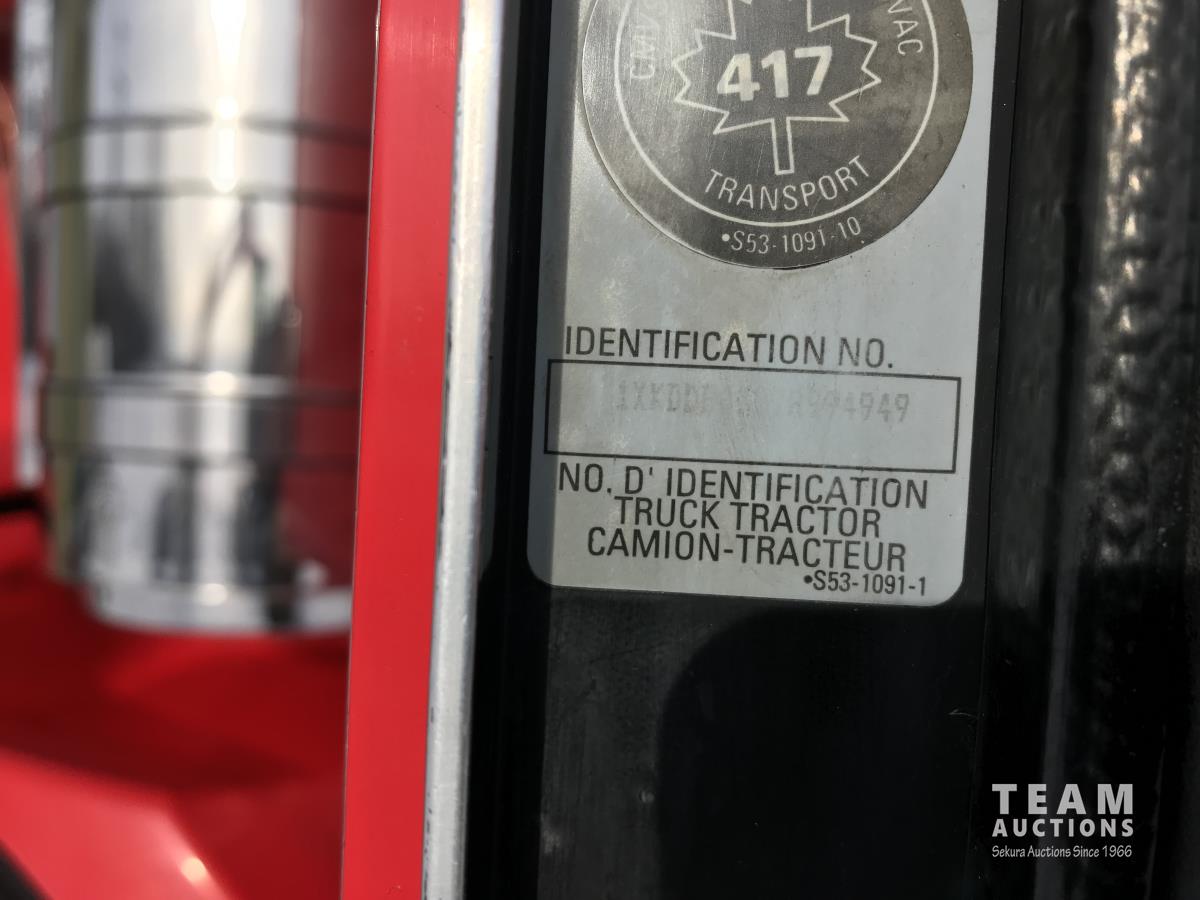 417
TRANSPORT
•S53-1091-10
IDENTIFICATION NO.
NO. D' IDENTIFICATION
TRUCK TRACTOR
CAMION-TRACTEUR
•S53-1091-1
TEAM
AUCTIONS
Sekura Auctions Since 1966